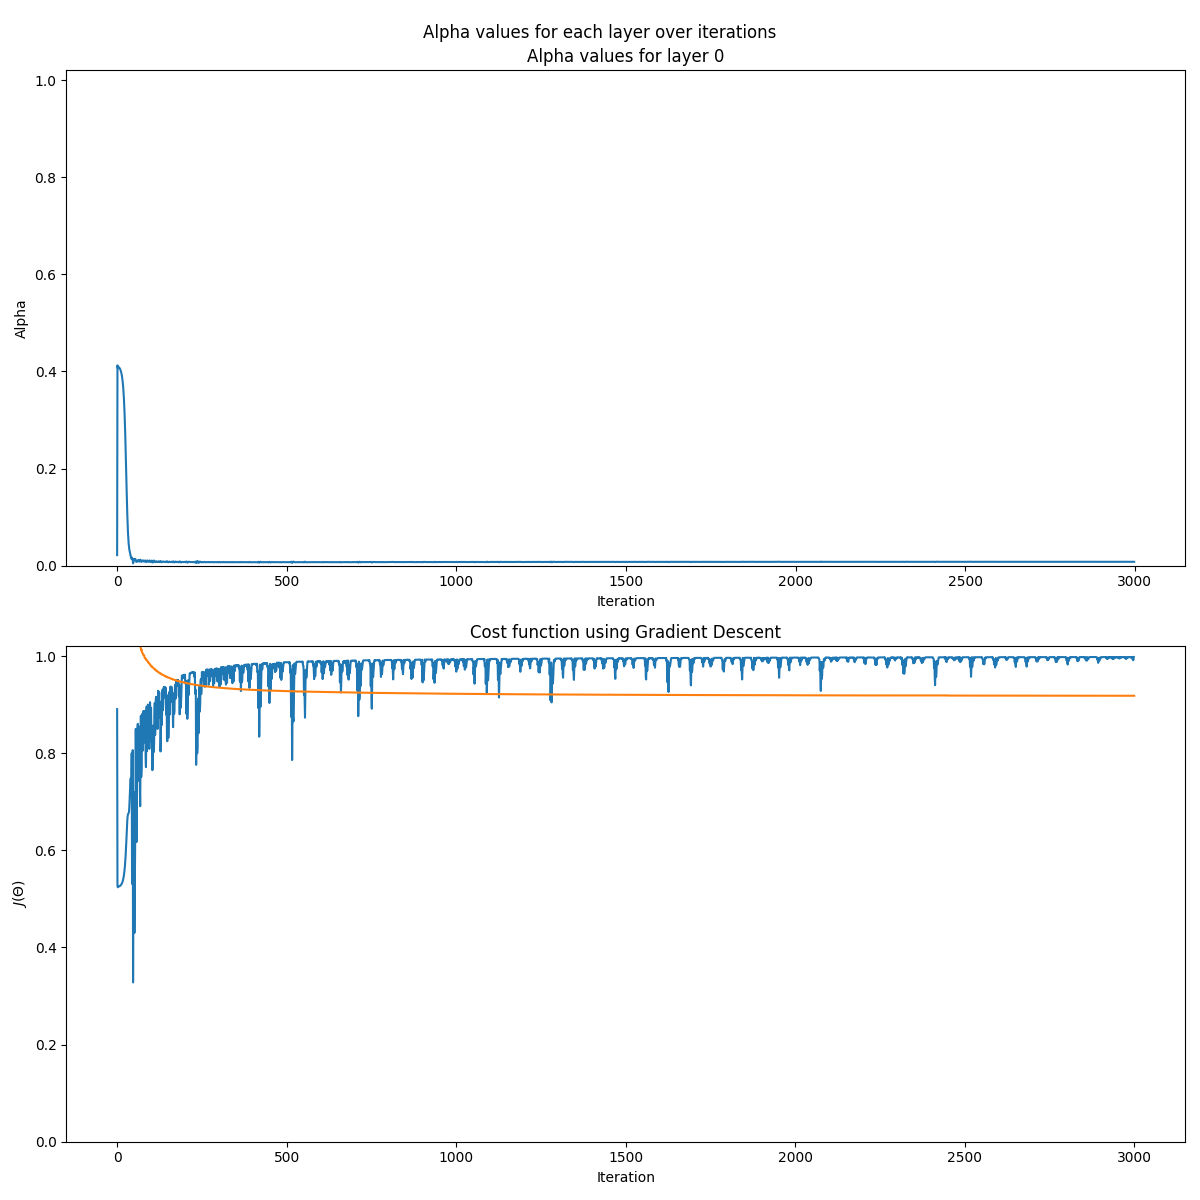 Alpha values for each layer over iterations
Alpha values for layer 0
1.0
0.8
0.6
0.4
0.2
0.0
Alpha
0 500 1000 1500 2000 2500 3000
Iteration
Cost function using Gradient Descent
1.0
0.8
0.6
0.4
0.2
0.0
J(Θ)
0 500 1000 1500 2000 2500 3000
Iteration